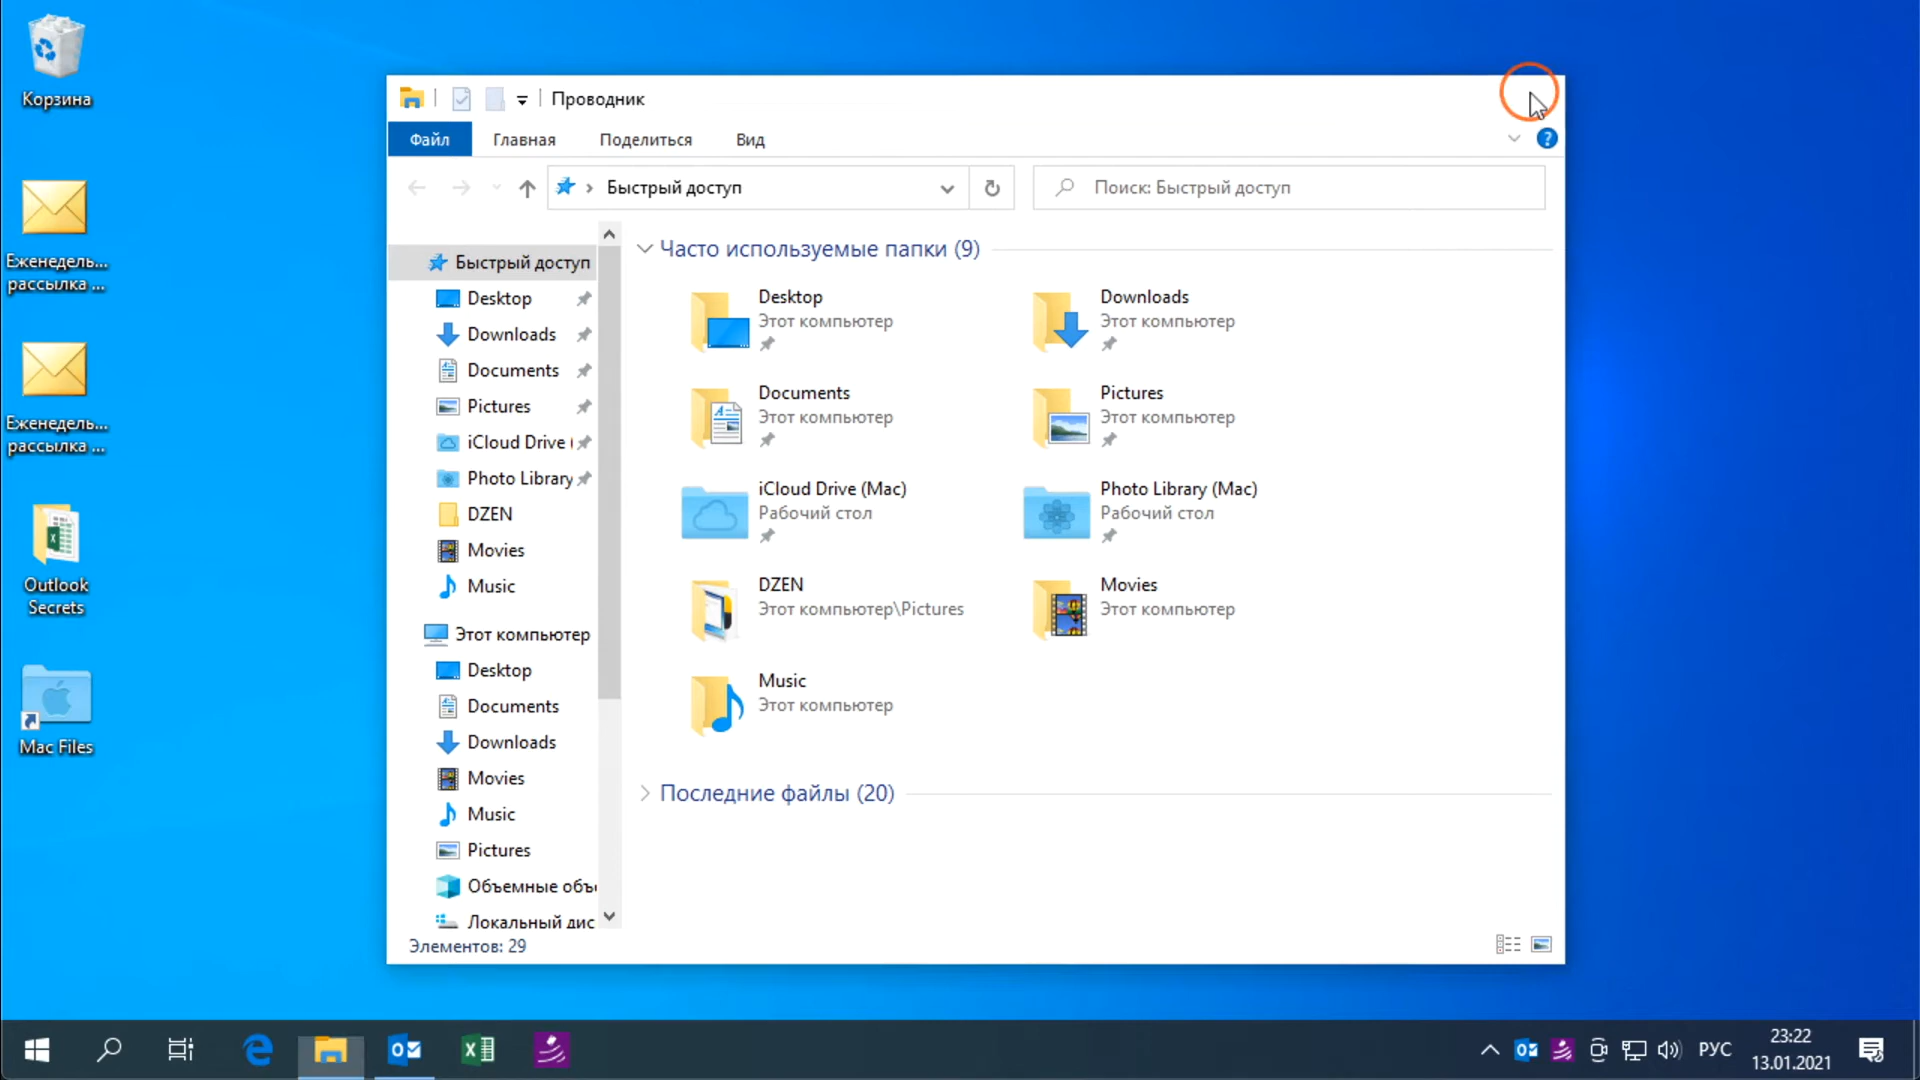 Корзина
Еженедель...
рассылка ...
Еженедель...
рассылка ...
Outlook
Secrets
Mac Files
Проводник
Файл
Главная
Поделиться
Вид
Быстрый доступ
Поиск: Быстрый доступ
Быстрый доступ
Desktop
Downloads
Documents
Pictures
iCloud Drive (
Photo Library
DZEN
Movies
Music
Этот компьютер
Desktop
Documents
Downloads
Movies
Music
Pictures
Объемные объ
Локальный дис
Часто используемые папки (9)
Desktop
Этот компьютер
Downloads
Этот компьютер
Documents
Этот компьютер
Pictures
Этот компьютер
iCloud Drive (Mac)
Рабочий стол
Photo Library (Mac)
Рабочий стол
DZEN
Этот компьютер\Pictures
Movies
Этот компьютер
Music
Этот компьютер
Последние файлы (20)
Элементов: 29
РУС
23:22
13.01.2021